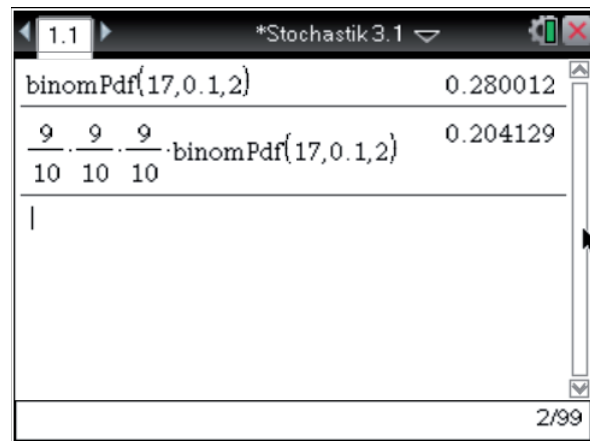 1.1 *Stochastik 3.1
binomPdf(17,0.1,2) 0.280012
9/10 · 9/10 · 9/10 · binomPdf(17,0.1,2) 0.204129
2/99